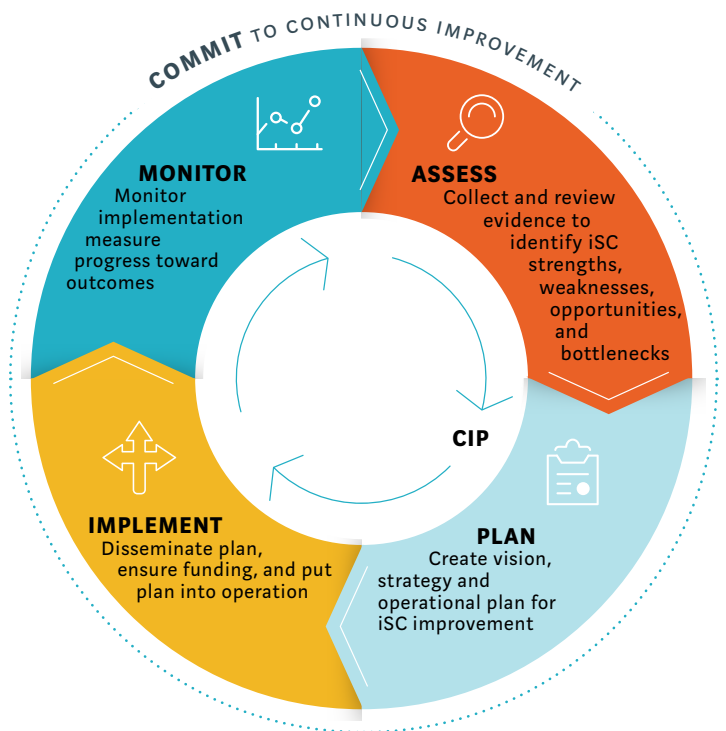 COMMIT TO CONTINUOUS IMPROVEMENT
MONITOR
Monitor
implementation
measure
progress toward
outcomes
ASSESS
Collect and review
evidence to
identify iSC
strengths,
weaknesses,
opportunities,
and
bottlenecks
CIP
IMPLEMENT
Disseminate plan,
ensure funding, and put
plan into operation
PLAN
Create vision,
strategy and
operational plan for
iSC improvement